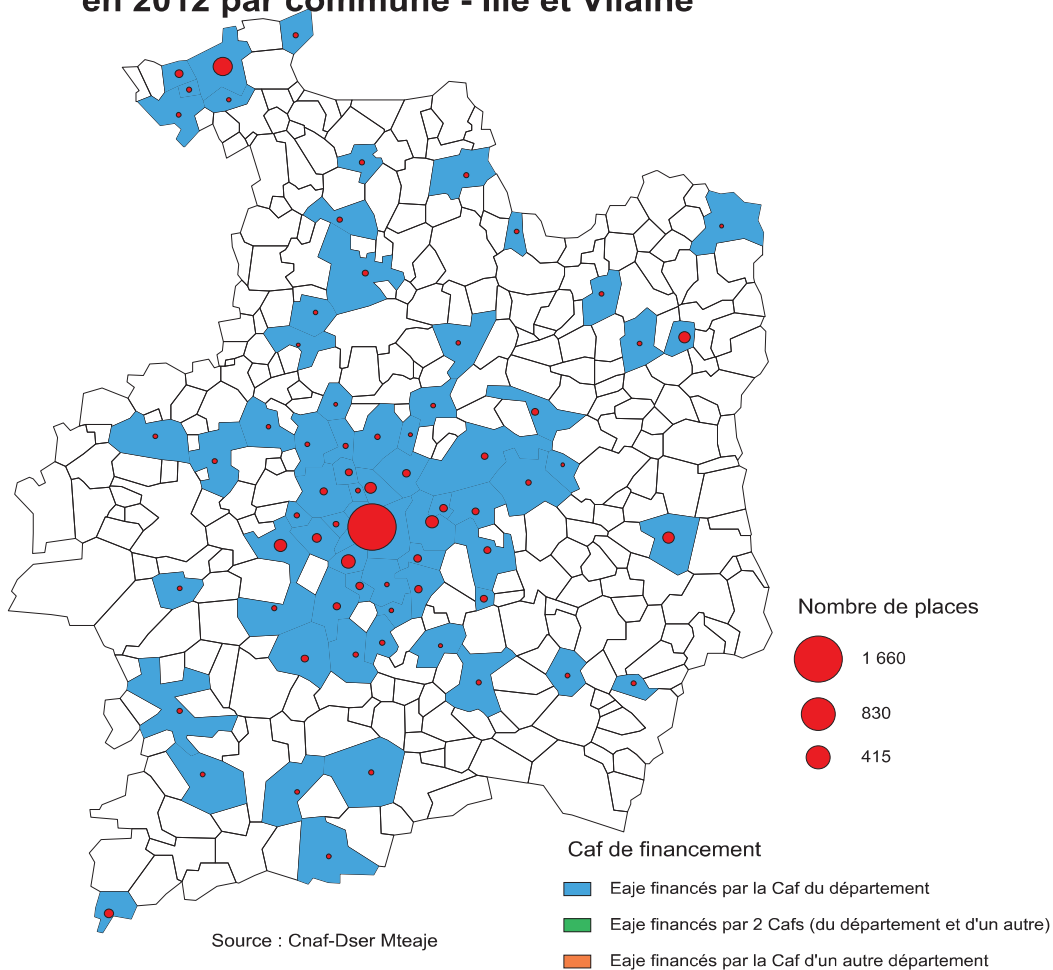 en 2012 par commune - Ille et Vilaine
Nombre de places
1 660
830
415
Caf de financement
Eaje financés par la Caf du département
Eaje financés par 2 Cafs (du département et d'un autre)
Eaje financés par la Caf d'un autre département
Source : Cnaf-Dser Mteaje